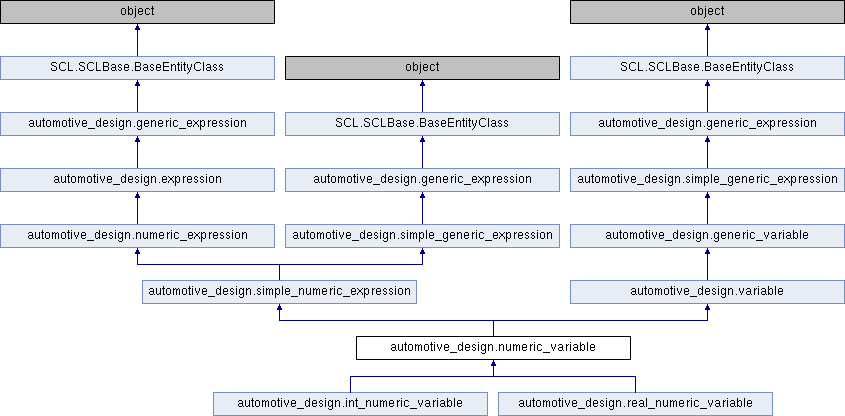 object
object
SCL.SCLBase.BaseEntityClass
object
SCL.SCLBase.BaseEntityClass
automotive_design.generic_expression
SCL.SCLBase.BaseEntityClass
automotive_design.generic_expression
automotive_design.expression
automotive_design.generic_expression
automotive_design.simple_generic_expression
automotive_design.numeric_expression
automotive_design.simple_generic_expression
automotive_design.generic_variable
automotive_design.simple_numeric_expression
automotive_design.variable
automotive_design.numeric_variable
automotive_design.int_numeric_variable
automotive_design.real_numeric_variable